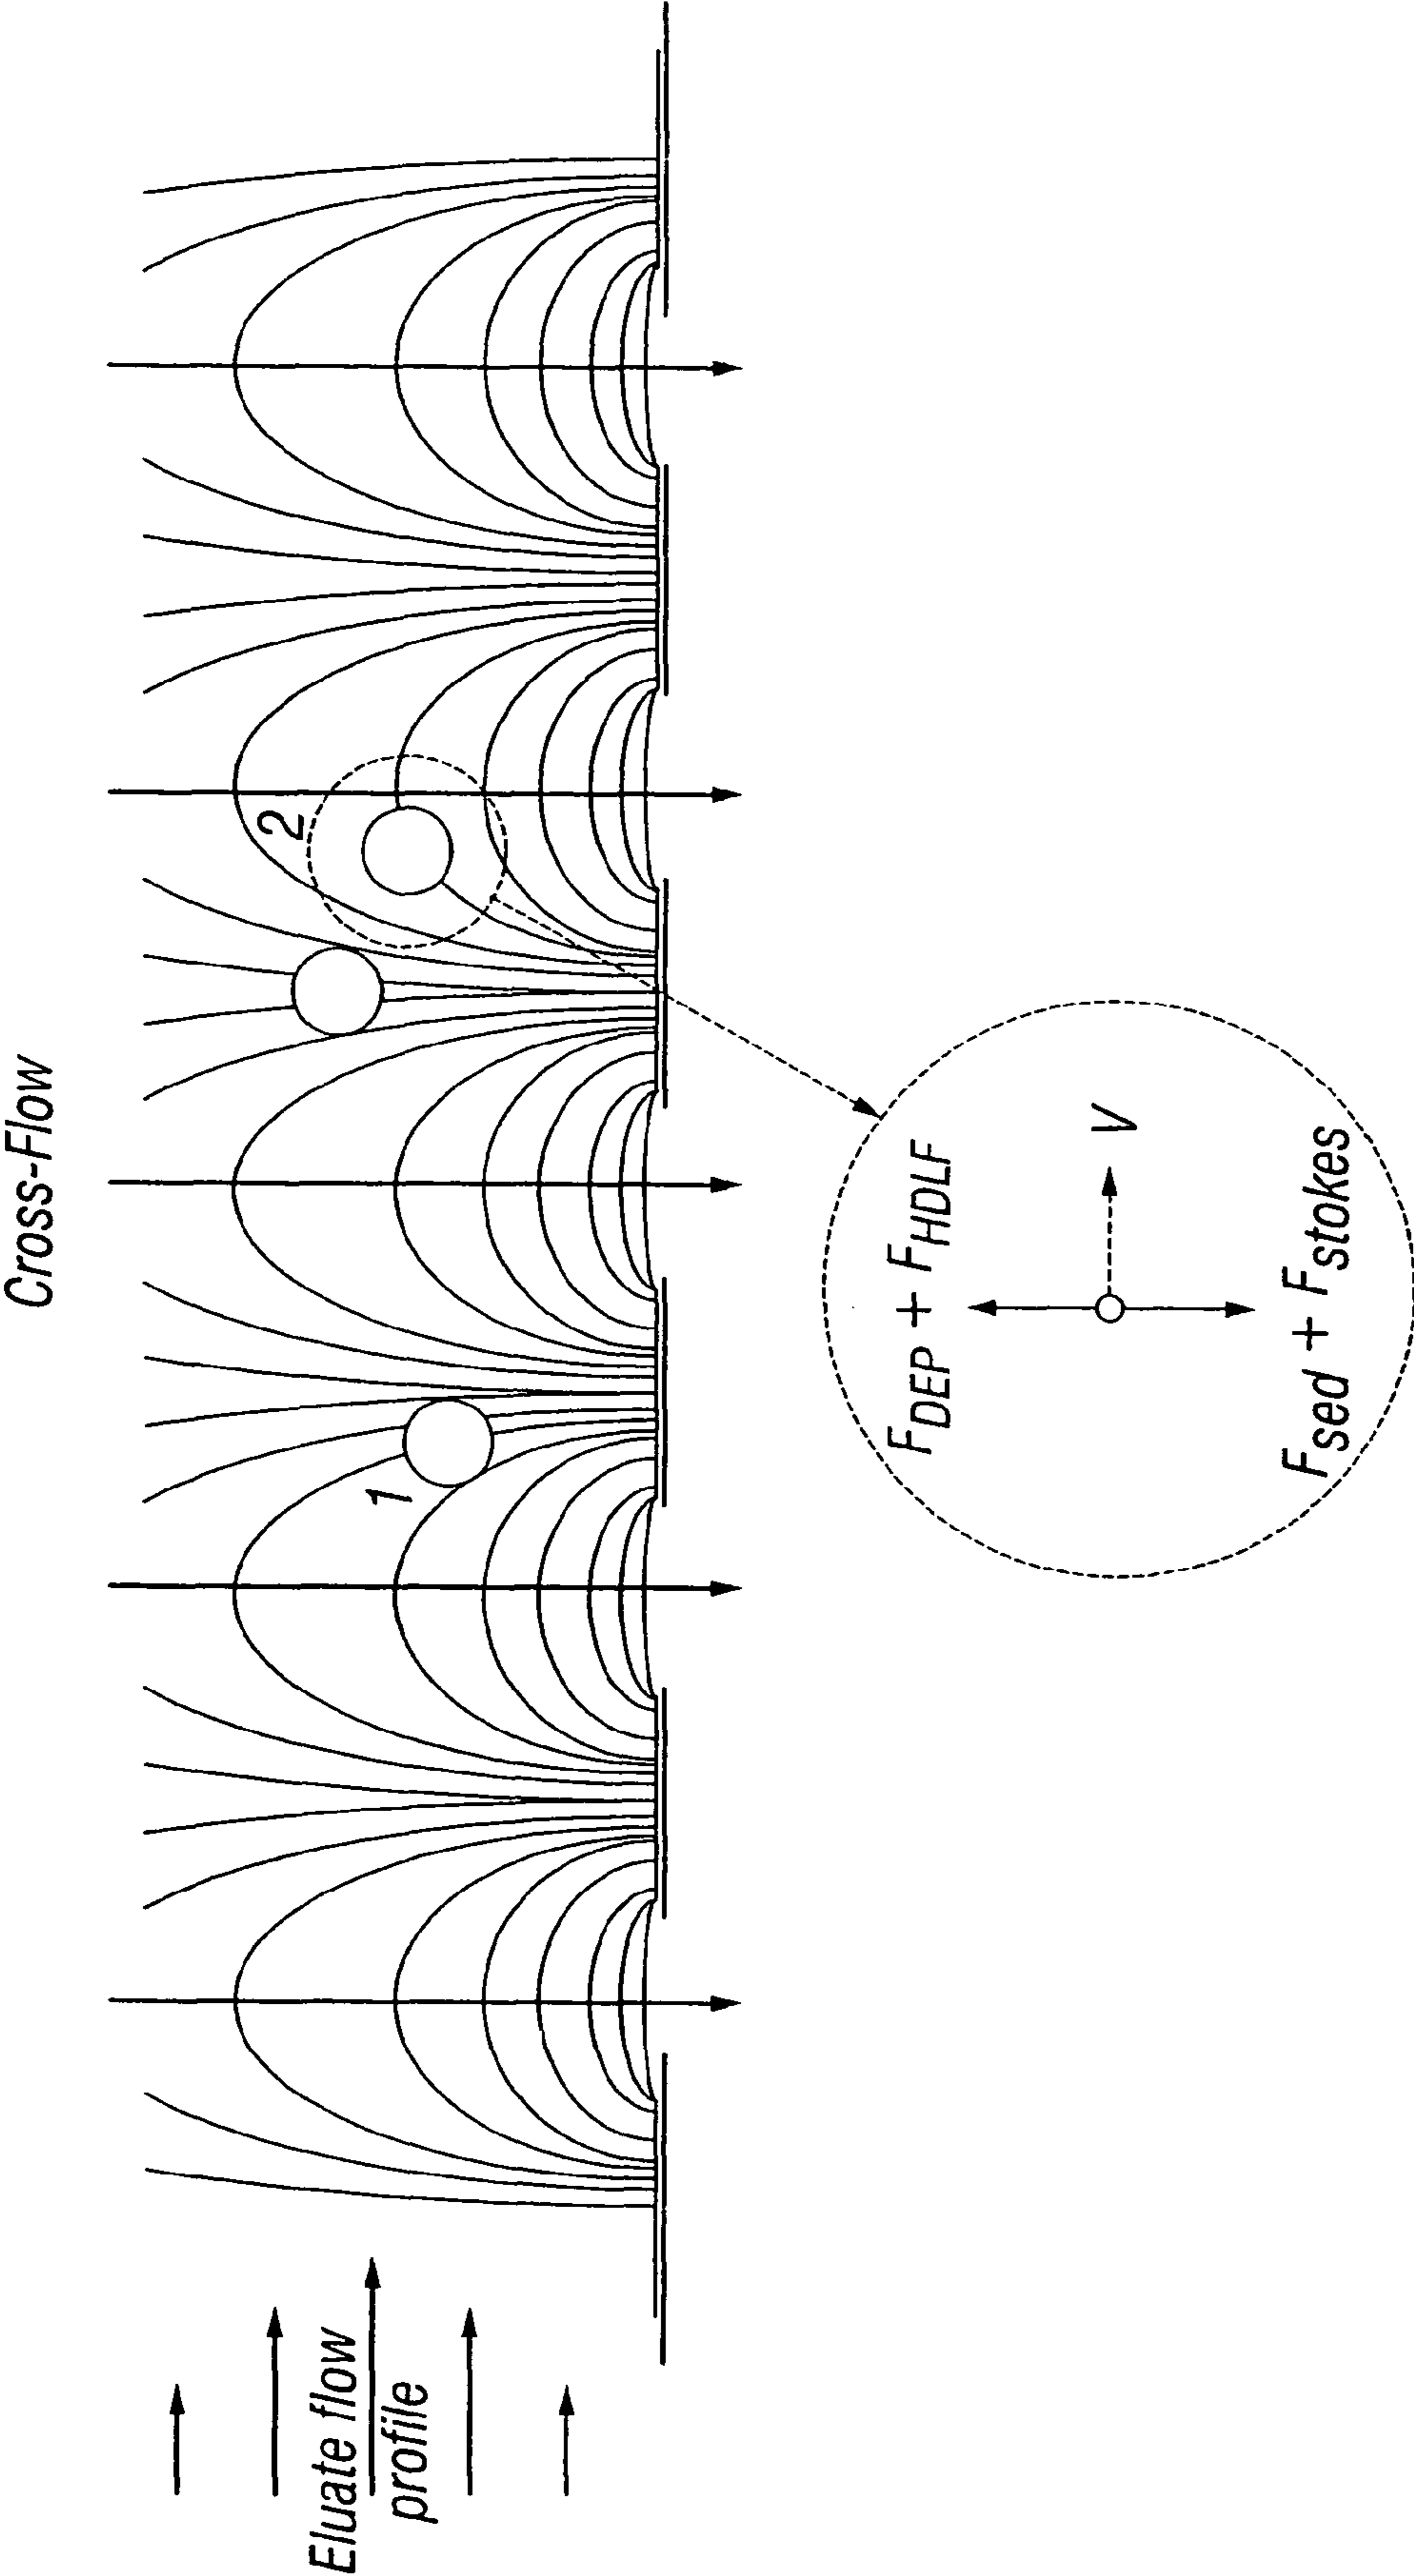 Cross-Flow
Eluate flow
profile
1
2
F_DEP + F_HDLF
V
F_sed + F_stokes